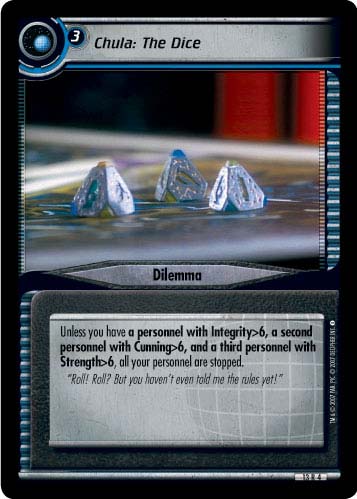 3
Chula: The Dice
Dilemma
Unless you have a personnel with Integrity>6, a second
personnel with Cunning>6, and a third personnel with
Strength>6, all your personnel are stopped.
"Roll! Roll? But you haven't even told me the rules yet!"